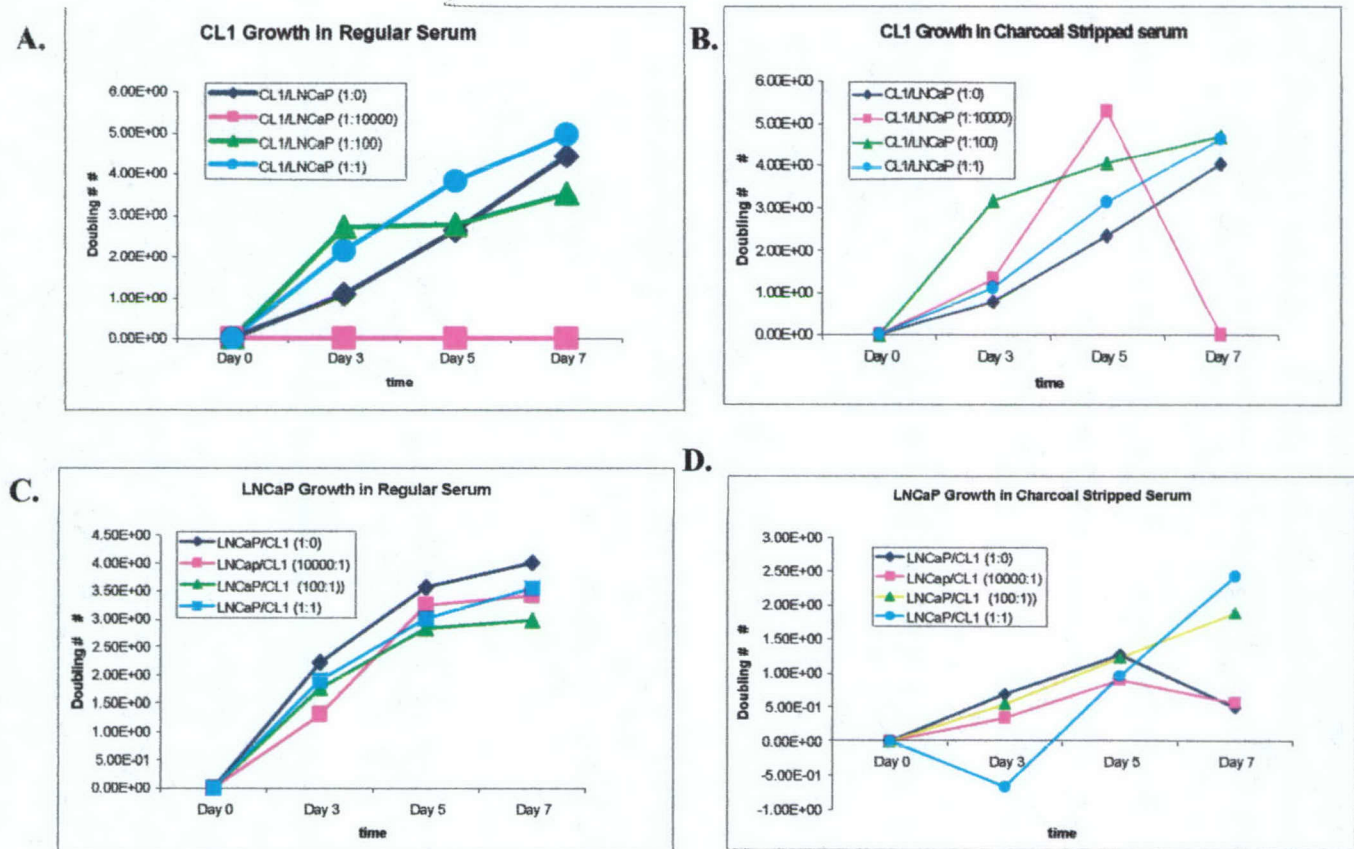 A.
CL1 Growth in Regular Serum
6.00E+00
5.00E+00
4.00E+00
3.00E+00
2.00E+00
1.00E+00
0.00E+00
Doubling # #
CL1/LNCaP (1:0)
CL1/LNCaP (1:10000)
CL1/LNCaP (1:100)
CL1/LNCaP (1:1)
Day 0 Day 3 Day 5 Day 7
time
B.
CL1 Growth in Charcoal Stripped serum
6.00E+00
5.00E+00
4.00E+00
3.00E+00
2.00E+00
1.00E+00
0.00E+00
Doubling # #
CL1/LNCaP (1:0)
CL1/LNCaP (1:10000)
CL1/LNCaP (1:100)
CL1/LNCaP (1:1)
Day 0 Day 3 Day 5 Day 7
time
C.
LNCaP Growth in Regular Serum
4.50E+00
4.00E+00
3.50E+00
3.00E+00
2.50E+00
2.00E+00
1.50E+00
1.00E+00
5.00E-01
0.00E+00
Doubling # #
LNCaP/CL1 (1:0)
LNCap/CL1 (10000:1)
LNCaP/CL1 (100:1))
LNCaP/CL1 (1:1)
Day 0 Day 3 Day 5 Day 7
time
D.
LNCaP Growth in Charcoal Stripped Serum
3.00E+00
2.50E+00
2.00E+00
1.50E+00
1.00E+00
5.00E-01
0.00E+00
-5.00E-01
-1.00E+00
Doubling # #
LNCaP/CL1 (1:0)
LNCap/CL1 (10000:1)
LNCaP/CL1 (100:1))
LNCaP/CL1 (1:1)
Day 0 Day 3 Day 5 Day 7
time